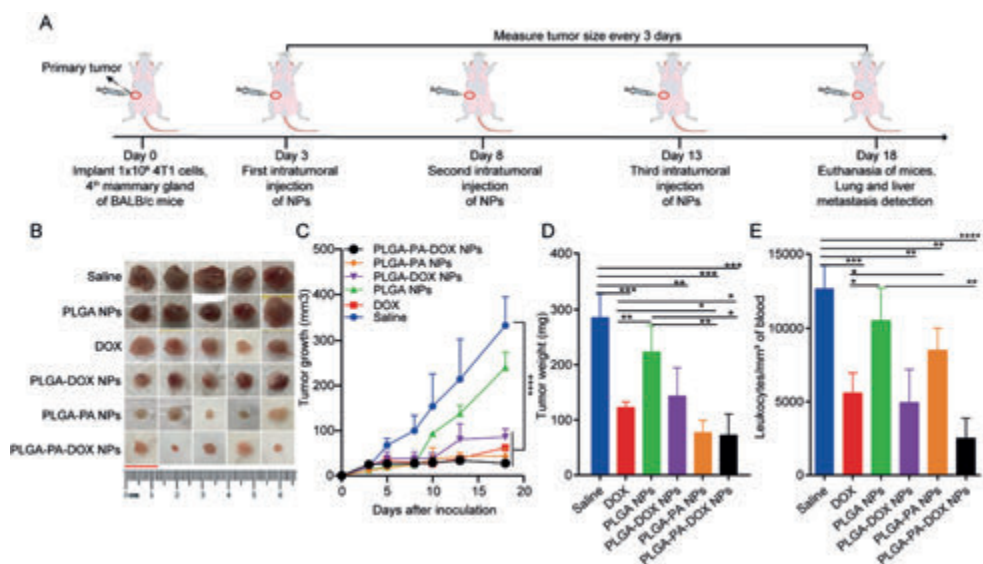 A
Measure tumor size every 3 days
Primary tumor
Day 0
Implant 1x10⁶ 4T1 cells,
4th mammary gland
of BALB/c mice
Day 3
First intratumoral
injection
of NPs
Day 8
Second intratumoral
injection
of NPs
Day 13
Third intratumoral
injection
of NPs
Day 18
Euthanasia of mices.
Lung and liver
metastasis detection
B
Saline
PLGA NPs
DOX
PLGA-DOX NPs
PLGA-PA NPs
PLGA-PA-DOX NPs
1 2 3 4 5 6
C
Tumor growth (mm3)
500
400
300
200
100
0
0 5 10 15 20
Days after inoculation
PLGA-PA-DOX NPs
PLGA-PA NPs
PLGA-DOX NPs
PLGA NPs
DOX
Saline
****
D
Tumor weight (mg)
400
300
200
100
0
Saline
DOX
PLGA NPs
PLGA-DOX NPs
PLGA-PA NPs
PLGA-PA-DOX NPs
E
Leukocytes/mm³ of blood
15000
10000
5000
0
****
**
**
***
*
*
**
Saline
DOX
PLGA NPs
PLGA-DOX NPs
PLGA-PA NPs
PLGA-PA-DOX NPs